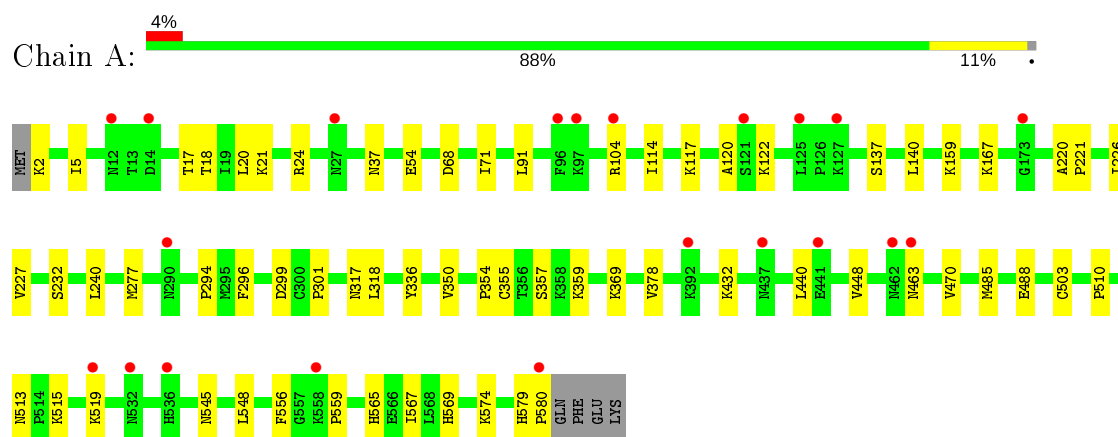 4%
Chain A:
88% 11% •
MET K2 I5 N12 T13 D14 T17 T18 I19 L20 K21 R24 N27 N37 E54 D68 I71 L91 F96 K97 R104 I114 K117 A120 S121 K122 L125 P126 K127 S137 L140 K159 K167 G173 A220 P221 I226
V227 S232 L240 M277 N290 P294 M295 F296 D299 C300 P301 N317 L318 Y336 V350 P354 C355 T356 S357 K358 K359 K369 V378 K392 K432 N437 L440 E441 V448 N462 N463 V470 M485 E488 C503 P510
N513 P514 K515 K519 N532 H536 N545 L548 F556 G557 K558 P559 H565 E566 I567 L568 H569 K574 H579 P580 GLN PHE GLU LYS